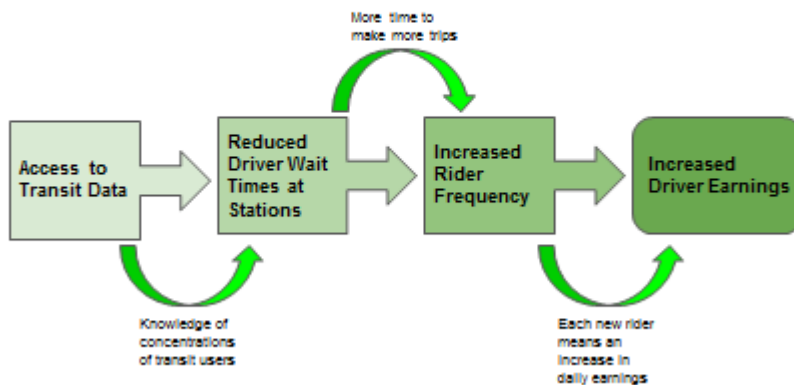 More time to
make more trips
Access to
Transit Data
Reduced
Driver Wait
Times at
Stations
Increased
Rider
Frequency
Increased
Driver Earnings
Knowledge of
concentrations
of transit users
Each new rider
means an
increase in
daily earnings